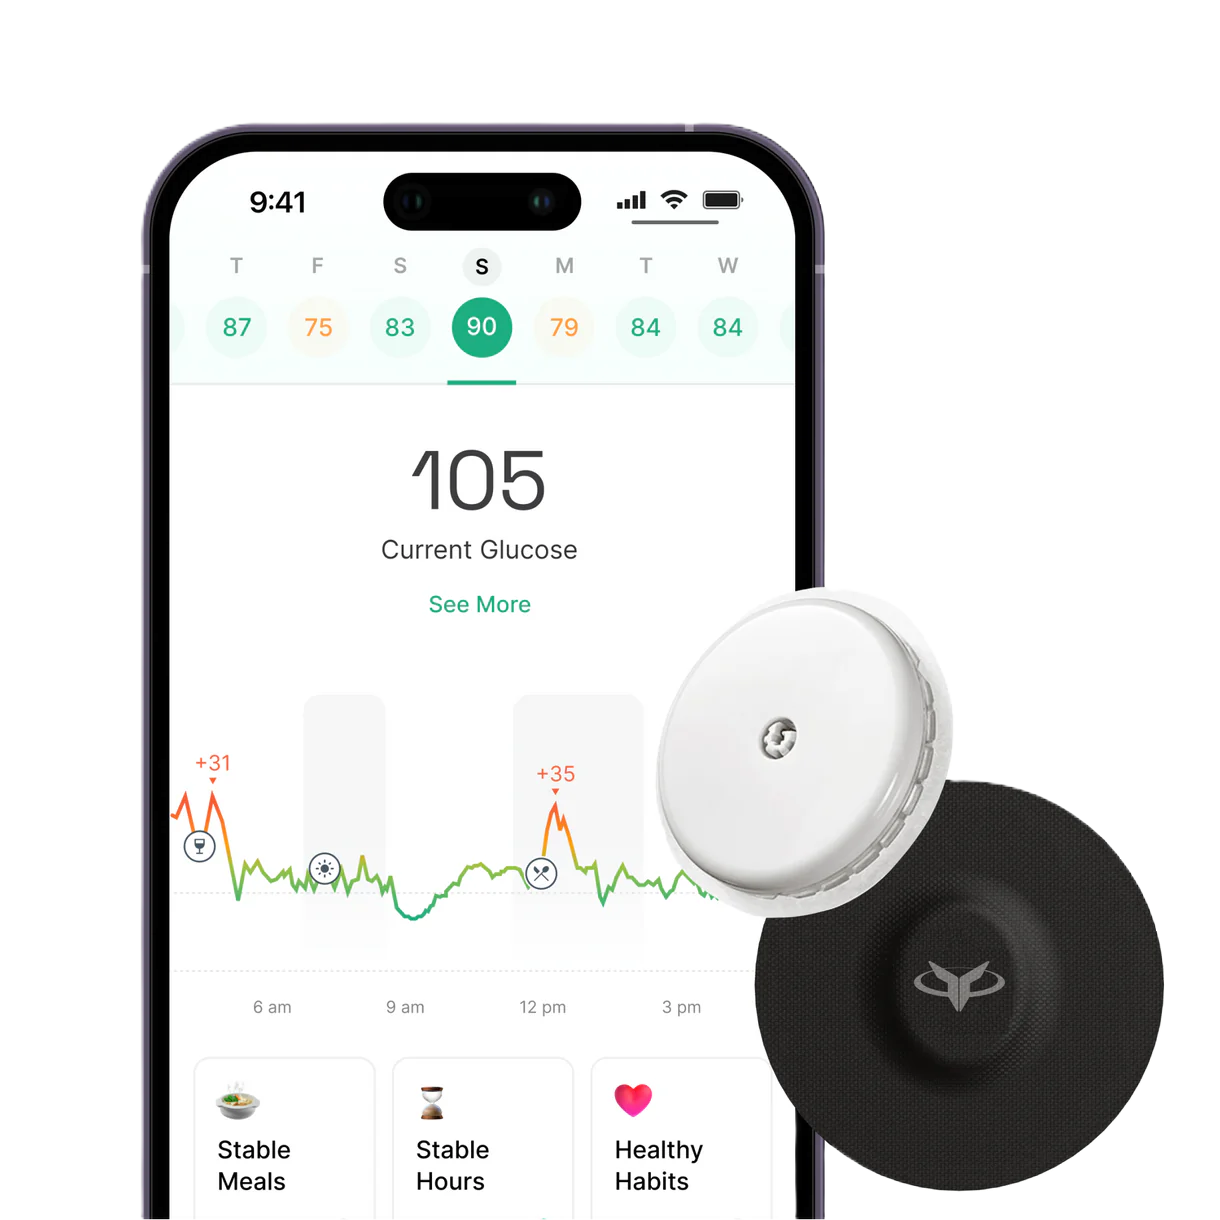 9:41
T F S S M T W
87 75 83 90 79 84 84
105
Current Glucose
See More
+31
+35
6 am 9 am 12 pm 3 pm
Stable
Meals
Stable
Hours
Healthy
Habits